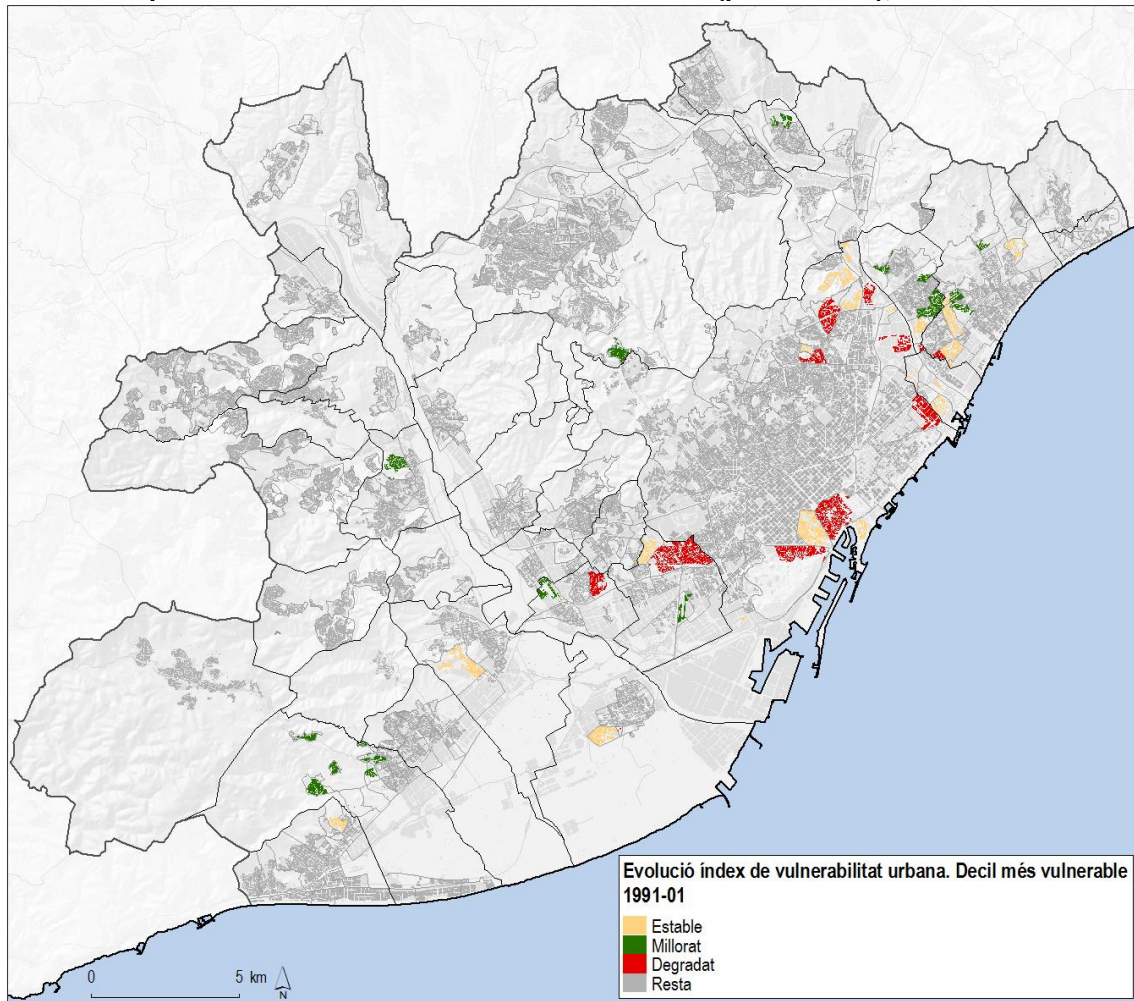 Evolució índex de vulnerabilitat urbana. Decil més vulnerable
1991-01
Estable
Millorat
Degradat
Resta
0 5 km
N